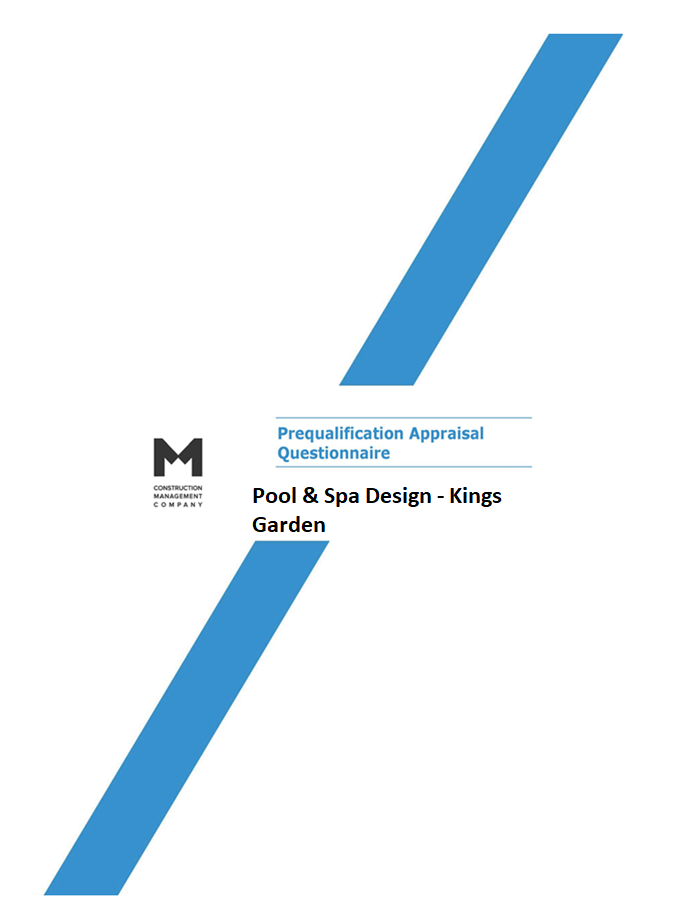 Prequalification Appraisal
Questionnaire
M
CONSTRUCTION
MANAGEMENT
COMPANY
Pool & Spa Design - Kings
Garden